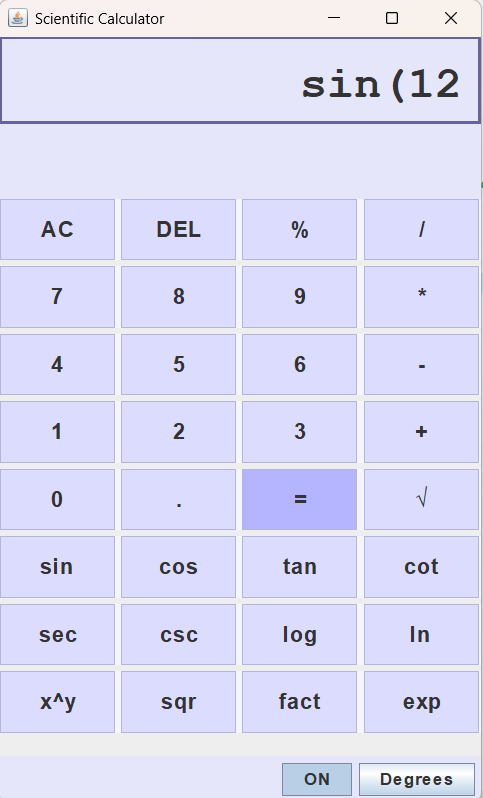 Scientific Calculator
sin(12
AC DEL % /
7 8 9 *
4 5 6 -
1 2 3 +
0 . = √
sin cos tan cot
sec csc log ln
x^y sqr fact exp
ON Degrees